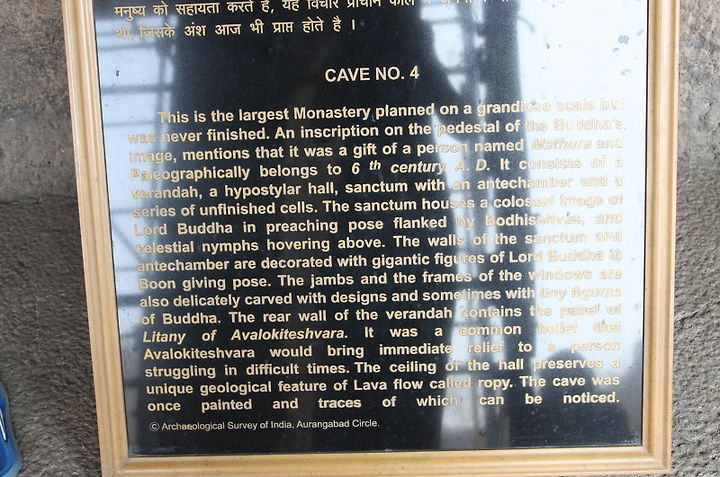 मनुष्य को सहायता करते है, यह विचार प्राचीन काल
थी जिसके अंश आज भी प्राप्त होते है ।
CAVE NO. 4
This is the largest Monastery planned on a grandiose scale but
was never finished. An inscription on the pedestal of the Buddha's
image, mentions that it was a gift of a person named Mathura and
Paleographically belongs to 6 th century A. D. It consists of a
verandah, a hypostylar hall, sanctum with an antechamber and a
series of unfinished cells. The sanctum houses a colossal image of
Lord Buddha in preaching pose flanked by Bodhisattvas, and
celestial nymphs hovering above. The walls of the sanctum and
antechamber are decorated with gigantic figures of Lord Buddha in
Boon giving pose. The jambs and the frames of the windows are
also delicately carved with designs and sometimes with tiny figures
of Buddha. The rear wall of the verandah contains the panel of
Litany of Avalokiteshvara. It was a common belief that
Avalokiteshvara would bring immediate relief to a person
struggling in difficult times. The ceiling of the hall preserves a
unique geological feature of Lava flow called ropy. The cave was
once painted and traces of which can be noticed.
© Archaeological Survey of India, Aurangabad Circle.